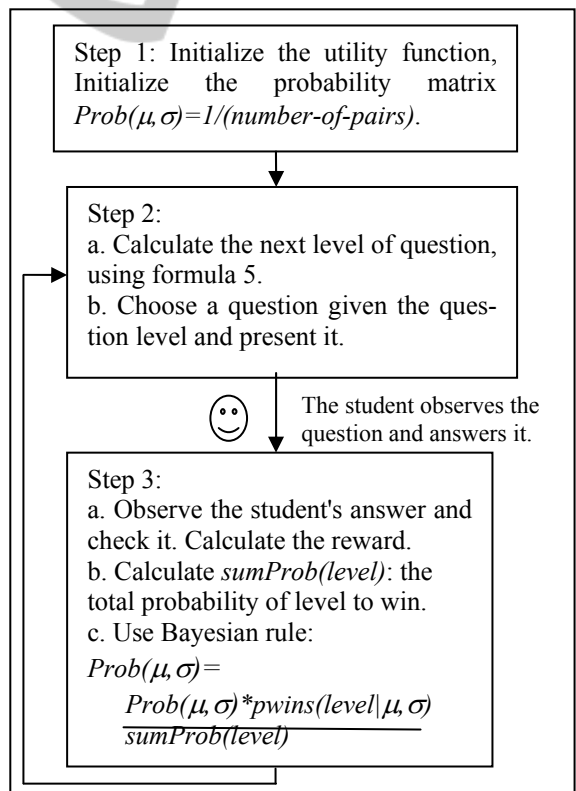 Step 1: Initialize the utility function,
Initialize the probability matrix
Prob(μ,σ)=1/(number-of-pairs).
Step 2:
a. Calculate the next level of question,
using formula 5.
b. Choose a question given the ques-
tion level and present it.
The student observes the
question and answers it.
Step 3:
a. Observe the student's answer and
check it. Calculate the reward.
b. Calculate sumProb(level): the
total probability of level to win.
c. Use Bayesian rule:
Prob(μ,σ)=
Prob(μ,σ)*pwins(level|μ,σ)
sumProb(level)